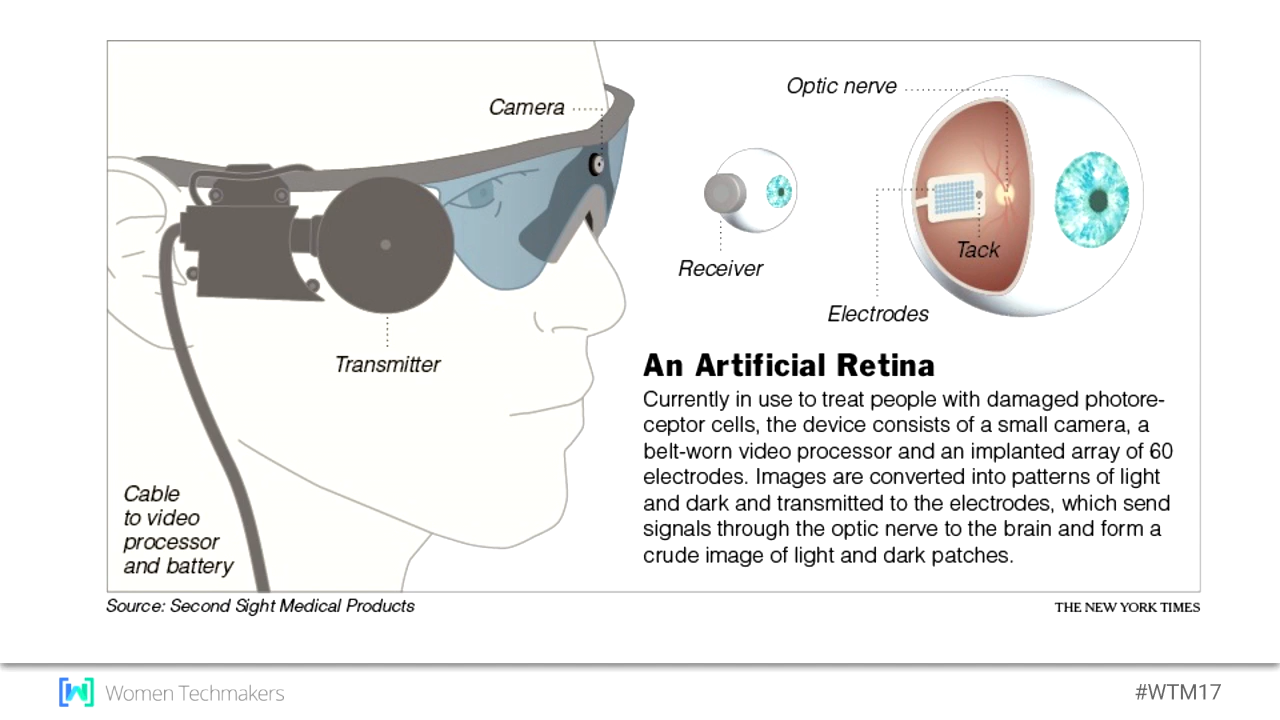 Camera
Optic nerve
Receiver
Tack
Electrodes
Transmitter
Cable
to video
processor
and battery
An Artificial Retina
Currently in use to treat people with damaged photore-
ceptor cells, the device consists of a small camera, a
belt-worn video processor and an implanted array of 60
electrodes. Images are converted into patterns of light
and dark and transmitted to the electrodes, which send
signals through the optic nerve to the brain and form a
crude image of light and dark patches.
Source: Second Sight Medical Products
THE NEW YORK TIMES
Women Techmakers
#WTM17